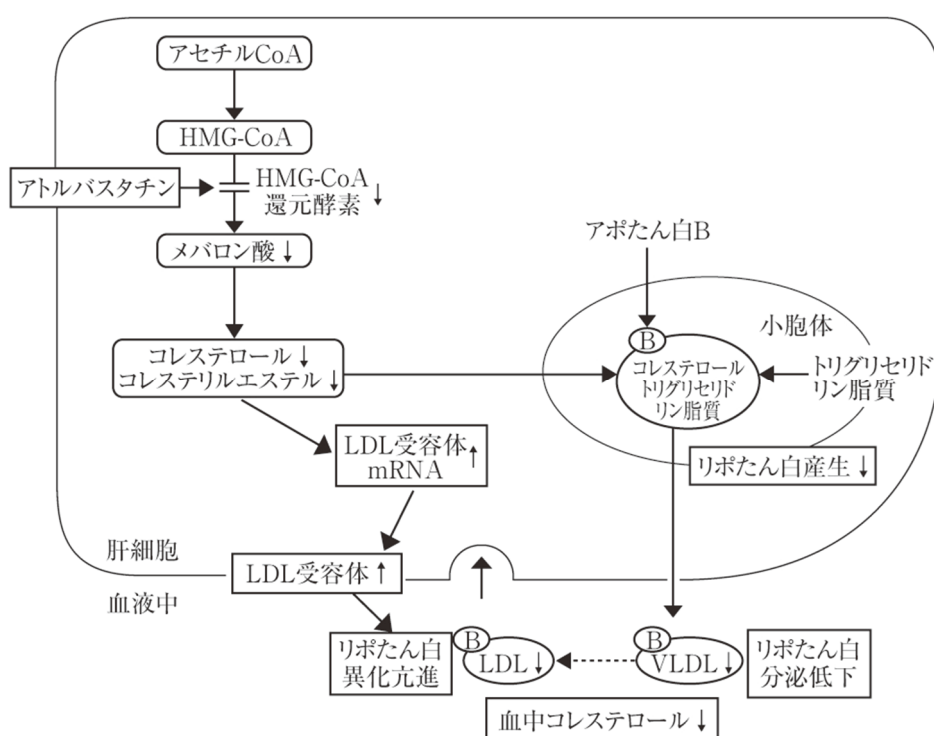 アセチルCoA
HMG-CoA
アトルバスタチン
HMG-CoA
還元酵素↓
メバロン酸↓
コレステロール↓
コレステリルエステル↓
LDL受容体↑
mRNA
LDL受容体↑
肝細胞
血液中
アポたん白B
小胞体
B
コレステロール
トリグリセリド
リン脂質
トリグリセリド
リン脂質
リポたん白産生↓
リポたん白
異化亢進
B
LDL↓
B
VLDL↓
リポたん白
分泌低下
血中コレステロール↓